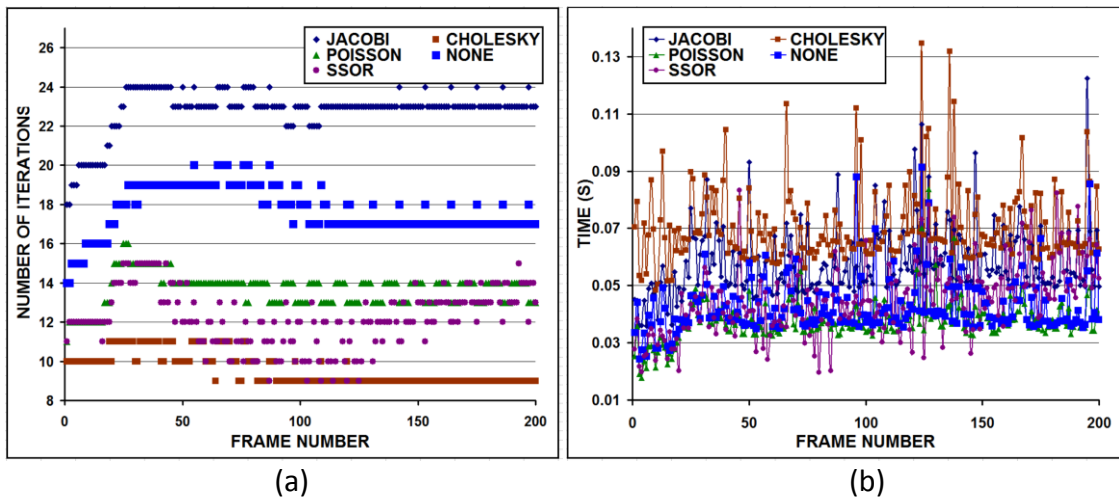 JACOBI CHOLESKY
POISSON NONE
SSOR
NUMBER OF ITERATIONS
26
24
22
20
18
16
14
12
10
8
0 50 100 150 200
FRAME NUMBER
(a)
JACOBI CHOLESKY
POISSON NONE
SSOR
TIME (S)
0.13
0.11
0.09
0.07
0.05
0.03
0.01
0 50 100 150 200
FRAME NUMBER
(b)